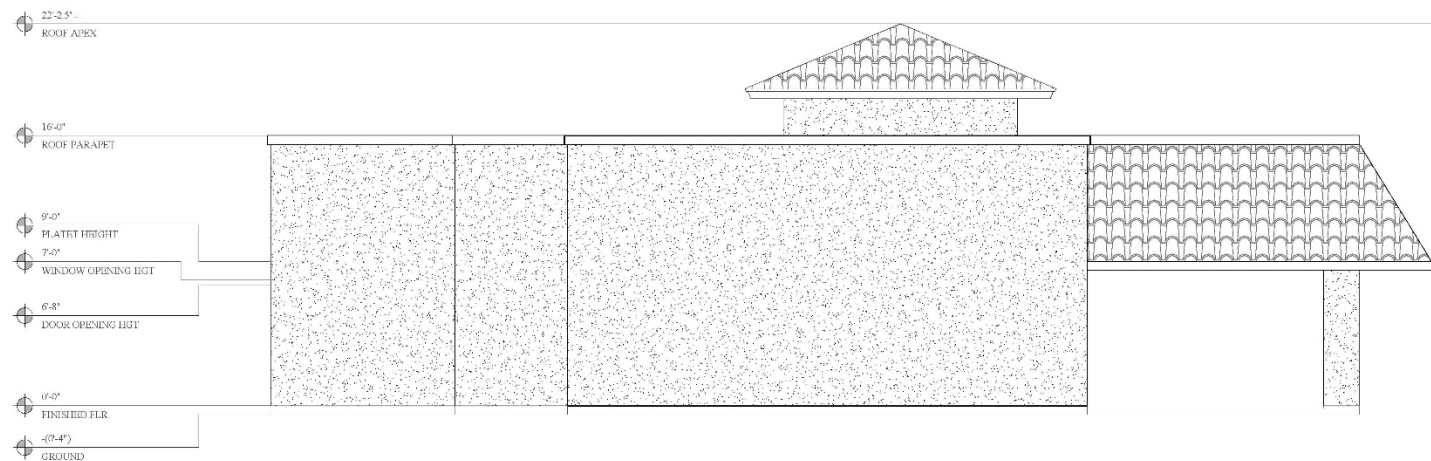 22'-2.5"
ROOF APEX
16'-0"
ROOF PARAPET
9'-0"
PLATET HEIGHT
7'-0"
WINDOW OPENING HGT
6'-8"
DOOR OPENING HGT
0'-0"
FINISHED FLR
-(0'-4")
GROUND